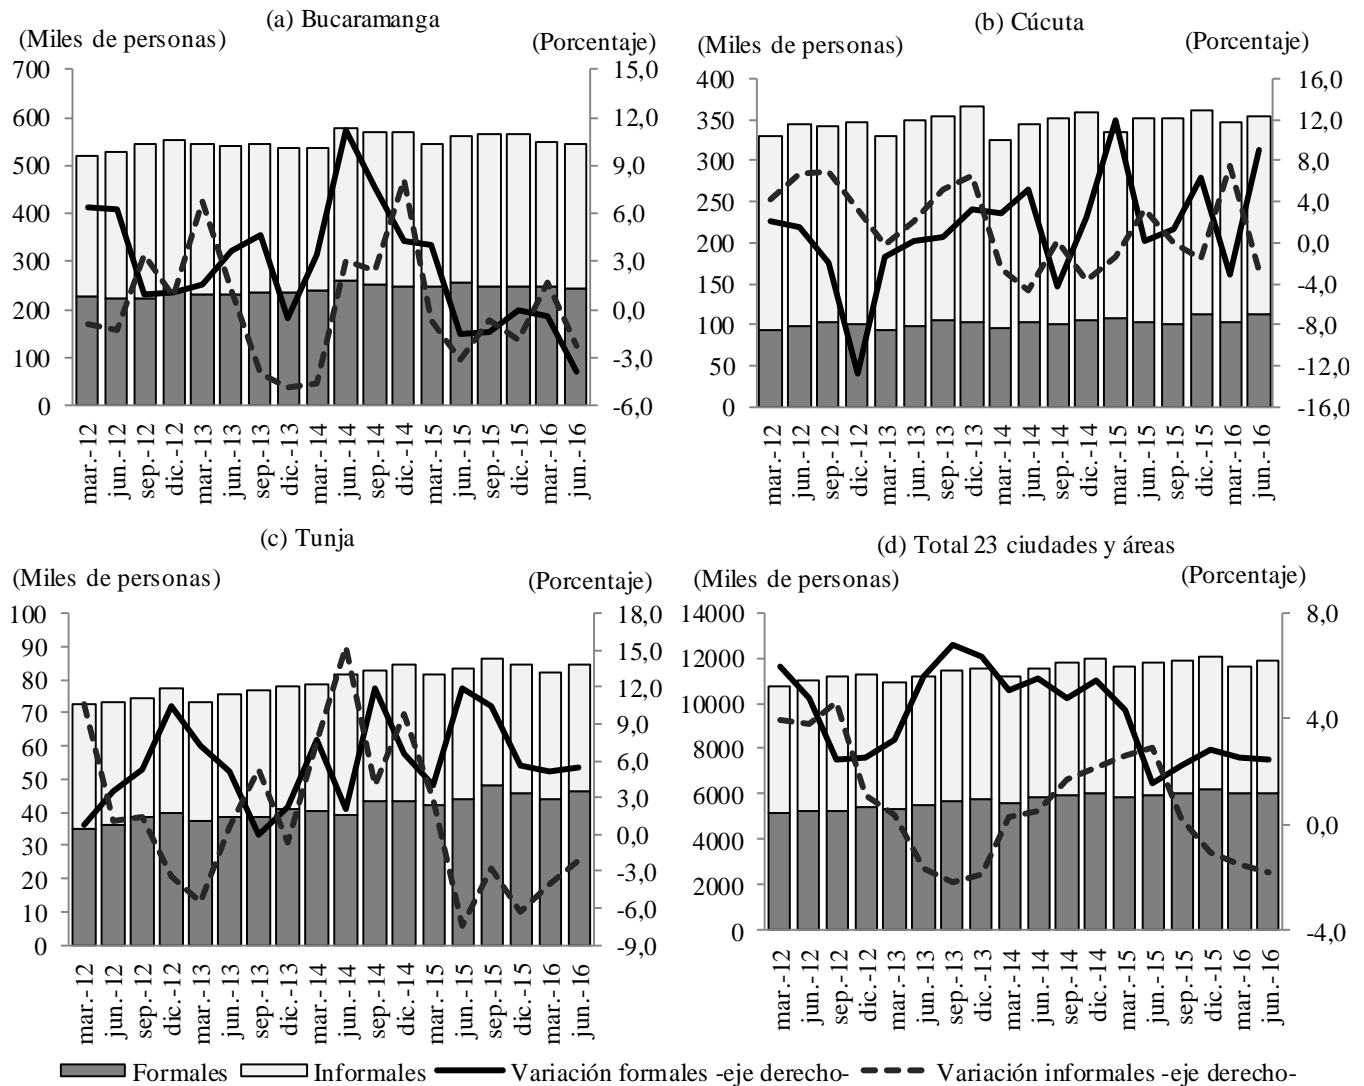 (a) Bucaramanga
(Miles de personas) (Porcentaje)
700 600 500 400 300 200 100 0
15,0 12,0 9,0 6,0 3,0 0,0 -3,0 -6,0
mar.-12 jun.-12 sep.-12 dic.-12 mar.-13 jun.-13 sep.-13 dic.-13 mar.-14 jun.-14 sep.-14 dic.-14 mar.-15 jun.-15 sep.-15 dic.-15 mar.-16 jun.-16
(b) Cúcuta
(Miles de personas) (Porcentaje)
400 350 300 250 200 150 100 50 0
16,0 12,0 8,0 4,0 0,0 -4,0 -8,0 -12,0 -16,0
mar.-12 jun.-12 sep.-12 dic.-12 mar.-13 jun.-13 sep.-13 dic.-13 mar.-14 jun.-14 sep.-14 dic.-14 mar.-15 jun.-15 sep.-15 dic.-15 mar.-16 jun.-16
(c) Tunja
(Miles de personas) (Porcentaje)
100 90 80 70 60 50 40 30 20 10 0
18,0 15,0 12,0 9,0 6,0 3,0 0,0 -3,0 -6,0 -9,0
mar.-12 jun.-12 sep.-12 dic.-12 mar.-13 jun.-13 sep.-13 dic.-13 mar.-14 jun.-14 sep.-14 dic.-14 mar.-15 jun.-15 sep.-15 dic.-15 mar.-16 jun.-16
(d) Total 23 ciudades y áreas
(Miles de personas) (Porcentaje)
14000 12000 10000 8000 6000 4000 2000 0
8,0 4,0 0,0 -4,0
mar.-12 jun.-12 sep.-12 dic.-12 mar.-13 jun.-13 sep.-13 dic.-13 mar.-14 jun.-14 sep.-14 dic.-14 mar.-15 jun.-15 sep.-15 dic.-15 mar.-16 jun.-16
Formales Informales Variación formales -eje derecho- Variación informales -eje derecho-